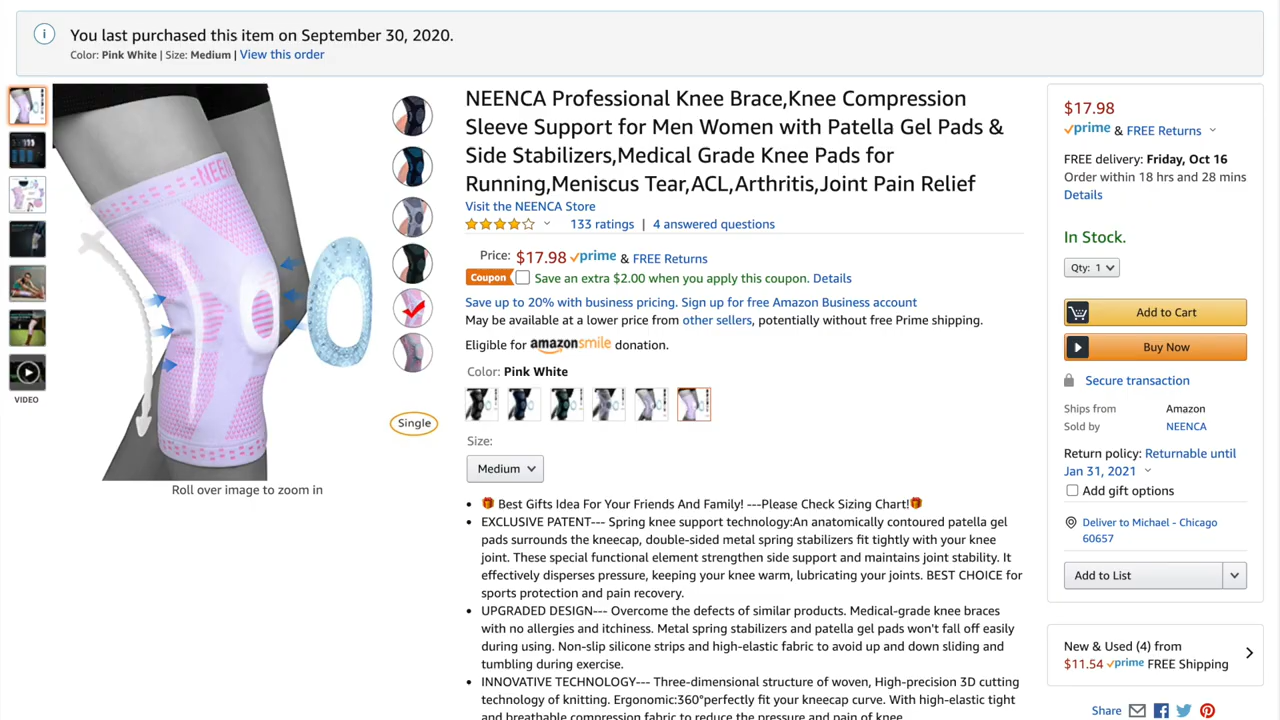 You last purchased this item on September 30, 2020.
Color: Pink White | Size: Medium | View this order
VIDEO
NEEN
Roll over image to zoom in
Single
NEENCA Professional Knee Brace,Knee Compression
Sleeve Support for Men Women with Patella Gel Pads &
Side Stabilizers,Medical Grade Knee Pads for
Running,Meniscus Tear,ACL,Arthritis,Joint Pain Relief
Visit the NEENCA Store
133 ratings | 4 answered questions
Price: $17.98 prime & FREE Returns
Coupon Save an extra $2.00 when you apply this coupon. Details
Save up to 20% with business pricing. Sign up for free Amazon Business account
May be available at a lower price from other sellers, potentially without free Prime shipping.
Eligible for amazonsmile donation.
Color: Pink White
Size:
Medium
• 🎁 Best Gifts Idea For Your Friends And Family! ---Please Check Sizing Chart!🎁
• EXCLUSIVE PATENT--- Spring knee support technology:An anatomically contoured patella gel
pads surrounds the kneecap, double-sided metal spring stabilizers fit tightly with your knee
joint. These special functional element strengthen side support and maintains joint stability. It
effectively disperses pressure, keeping your knee warm, lubricating your joints. BEST CHOICE for
sports protection and pain recovery.
• UPGRADED DESIGN--- Overcome the defects of similar products. Medical-grade knee braces
with no allergies and itchiness. Metal spring stabilizers and patella gel pads won't fall off easily
during using. Non-slip silicone strips and high-elastic fabric to avoid up and down sliding and
tumbling during exercise.
• INNOVATIVE TECHNOLOGY--- Three-dimensional structure of woven, High-precision 3D cutting
technology of knitting. Ergonomic:360°perfectly fit your kneecap curve. With high-elastic tight
and breathable compression fabric to reduce the pressure and pain of knee.
$17.98
prime & FREE Returns
FREE delivery: Friday, Oct 16
Order within 18 hrs and 28 mins
Details
In Stock.
Qty: 1
Add to Cart
Buy Now
Secure transaction
Ships from Amazon
Sold by NEENCA
Return policy: Returnable until
Jan 31, 2021
Add gift options
Deliver to Michael - Chicago
60657
Add to List
New & Used (4) from
$11.54 prime FREE Shipping
Share